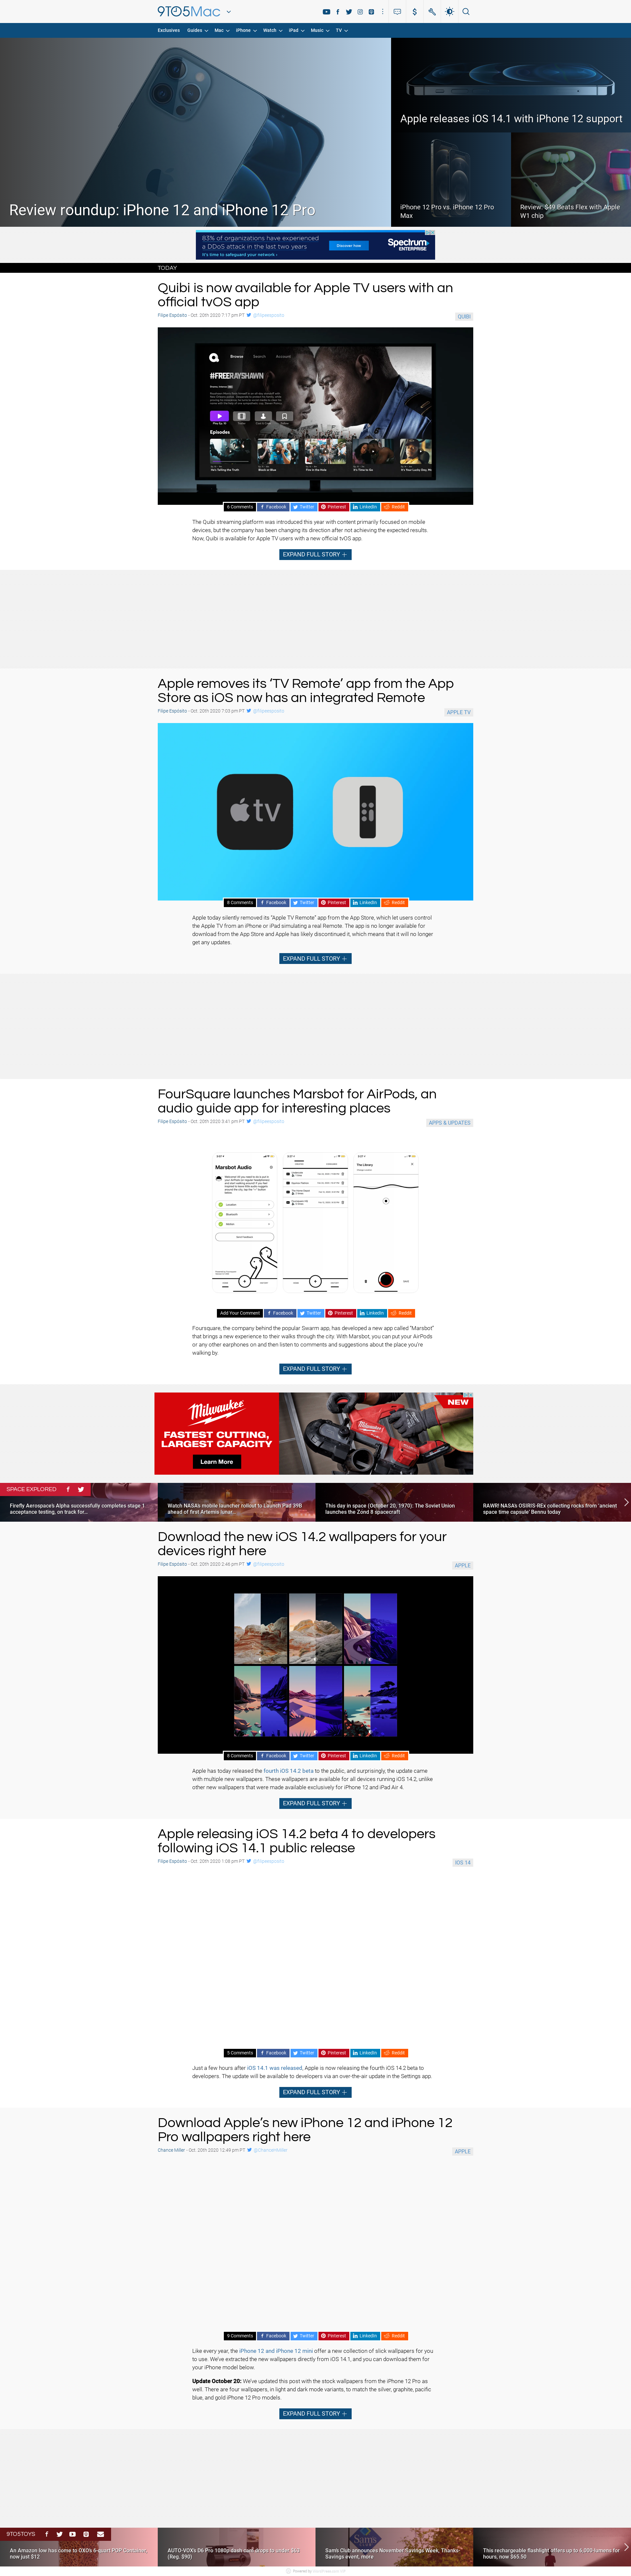 9TO5Mac
Exclusives Guides Mac iPhone Watch iPad Music TV
Review roundup: iPhone 12 and iPhone 12 Pro
Apple releases iOS 14.1 with iPhone 12 support
iPhone 12 Pro vs. iPhone 12 Pro
Max
Review: $49 Beats Flex with Apple
W1 chip
83% of organizations have experienced
a DDoS attack in the last two years
It's time to safeguard your network ›
Discover how
Spectrum
ENTERPRISE
TODAY
Quibi is now available for Apple TV users with an
official tvOS app
Filipe Espósito - Oct. 20th 2020 7:17 pm PT @filipeesposito
QUIBI
Browse Search Account
#FREERAYSHAWN
Episodes
6 Comments Facebook Twitter Pinterest LinkedIn Reddit
The Quibi streaming platform was introduced this year with content primarily focused on mobile
devices, but the company has been changing its direction after not achieving the expected results.
Now, Quibi is available for Apple TV users with a new official tvOS app.
EXPAND FULL STORY
Apple removes its ‘TV Remote’ app from the App
Store as iOS now has an integrated Remote
Filipe Espósito - Oct. 20th 2020 7:03 pm PT @filipeesposito
APPLE TV
tv
8 Comments Facebook Twitter Pinterest LinkedIn Reddit
Apple today silently removed its “Apple TV Remote” app from the App Store, which let users control
the Apple TV from an iPhone or iPad simulating a real Remote. The app is no longer available for
download from the App Store and Apple has likely discontinued it, which means that it will no longer
get any updates.
EXPAND FULL STORY
FourSquare launches Marsbot for AirPods, an
audio guide app for interesting places
Filipe Espósito - Oct. 20th 2020 3:41 pm PT @filipeesposito
APPS & UPDATES
Marsbot Audio
The Library
Add Your Comment Facebook Twitter Pinterest LinkedIn Reddit
Foursquare, the company behind the popular Swarm app, has developed a new app called “Marsbot”
that brings a new experience to their walks through the city. With Marsbot, you can put your AirPods
or any other earphones on and then listen to comments and suggestions about the place you’re
walking by.
EXPAND FULL STORY
Milwaukee
FASTEST CUTTING,
LARGEST CAPACITY
Learn More
NEW
SPACE EXPLORED
Firefly Aerospace's Alpha successfully completes stage 1
acceptance testing, on track for...
Watch NASA's mobile launcher rollout to Launch Pad 39B
ahead of first Artemis lunar...
This day in space (October 20, 1970): The Soviet Union
launches the Zond 8 spacecraft
RAWR! NASA's OSIRIS-REx collecting rocks from 'ancient
space time capsule' Bennu today
Download the new iOS 14.2 wallpapers for your
devices right here
Filipe Espósito - Oct. 20th 2020 2:46 pm PT @filipeesposito
APPLE
8 Comments Facebook Twitter Pinterest LinkedIn Reddit
Apple has today released the fourth iOS 14.2 beta to the public, and surprisingly, the update came
with multiple new wallpapers. These wallpapers are available for all devices running iOS 14.2, unlike
other new wallpapers that were made available exclusively for iPhone 12 and iPad Air 4.
EXPAND FULL STORY
Apple releasing iOS 14.2 beta 4 to developers
following iOS 14.1 public release
Filipe Espósito - Oct. 20th 2020 1:08 pm PT @filipeesposito
IOS 14
5 Comments Facebook Twitter Pinterest LinkedIn Reddit
Just a few hours after iOS 14.1 was released, Apple is now releasing the fourth iOS 14.2 beta to
developers. The update will be available to developers via an over-the-air update in the Settings app.
EXPAND FULL STORY
Download Apple’s new iPhone 12 and iPhone 12
Pro wallpapers right here
Chance Miller - Oct. 20th 2020 12:49 pm PT @ChanceHMiller
APPLE
9 Comments Facebook Twitter Pinterest LinkedIn Reddit
Like every year, the iPhone 12 and iPhone 12 mini offer a new collection of slick wallpapers for you
to use. We’ve extracted the new wallpapers directly from iOS 14.1, and you can download them for
your iPhone model below.
Update October 20: We’ve updated this post with the stock wallpapers from the iPhone 12 Pro as
well. There are four wallpapers, in light and dark mode variants, to match the silver, graphite, pacific
blue, and gold iPhone 12 Pro models.
EXPAND FULL STORY
9TO5TOYS
An Amazon low has come to OXO's 6-quart POP Container,
now just $12
AUTO-VOX's D6 Pro 1080p dash cam drops to under $63
(Reg. $90)
Sam's Club announces November Savings Week, Thanks-
Savings event, more
This rechargeable flashlight offers up to 6,000-lumens for
hours, now $65.50